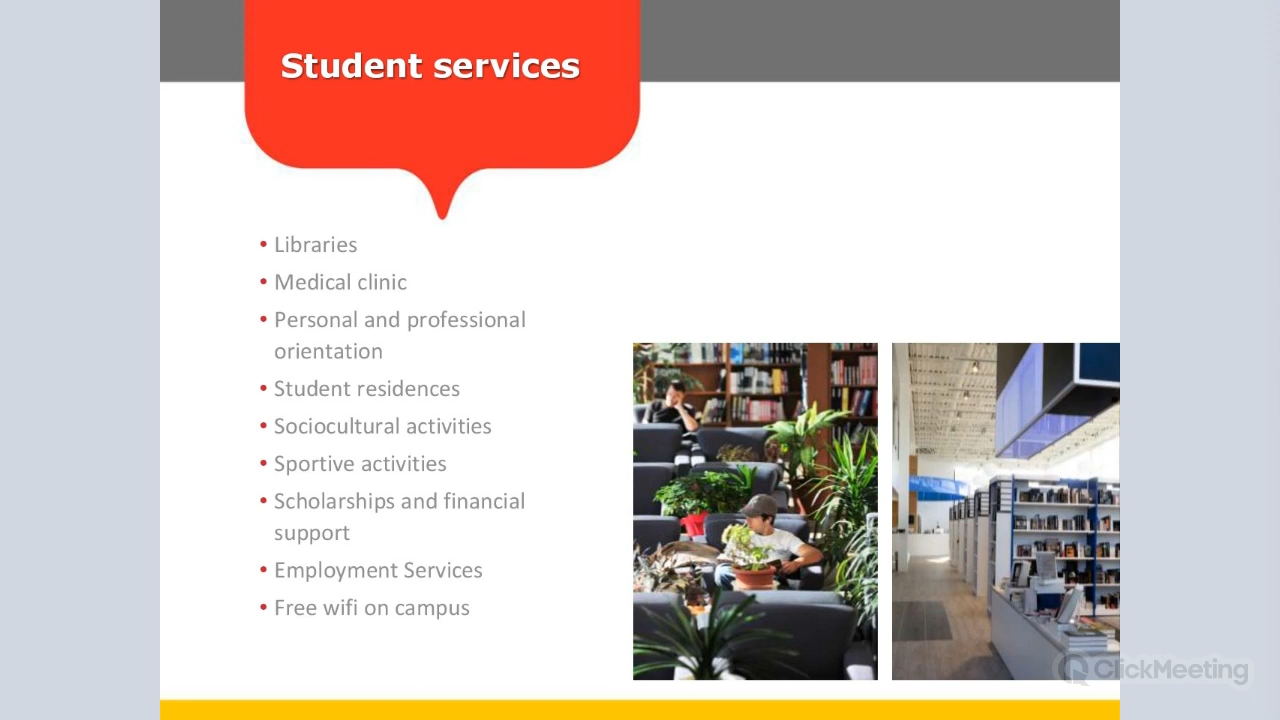 Student services
• Libraries
• Medical clinic
• Personal and professional
orientation
• Student residences
• Sociocultural activities
• Sportive activities
• Scholarships and financial
support
• Employment Services
• Free wifi on campus
ClickMeeting